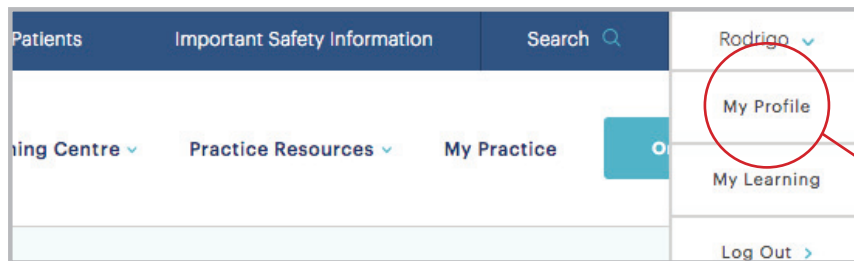 Patients Important Safety Information Search Rodrigo
My Profile
ning Centre Practice Resources My Practice
My Learning
Log Out